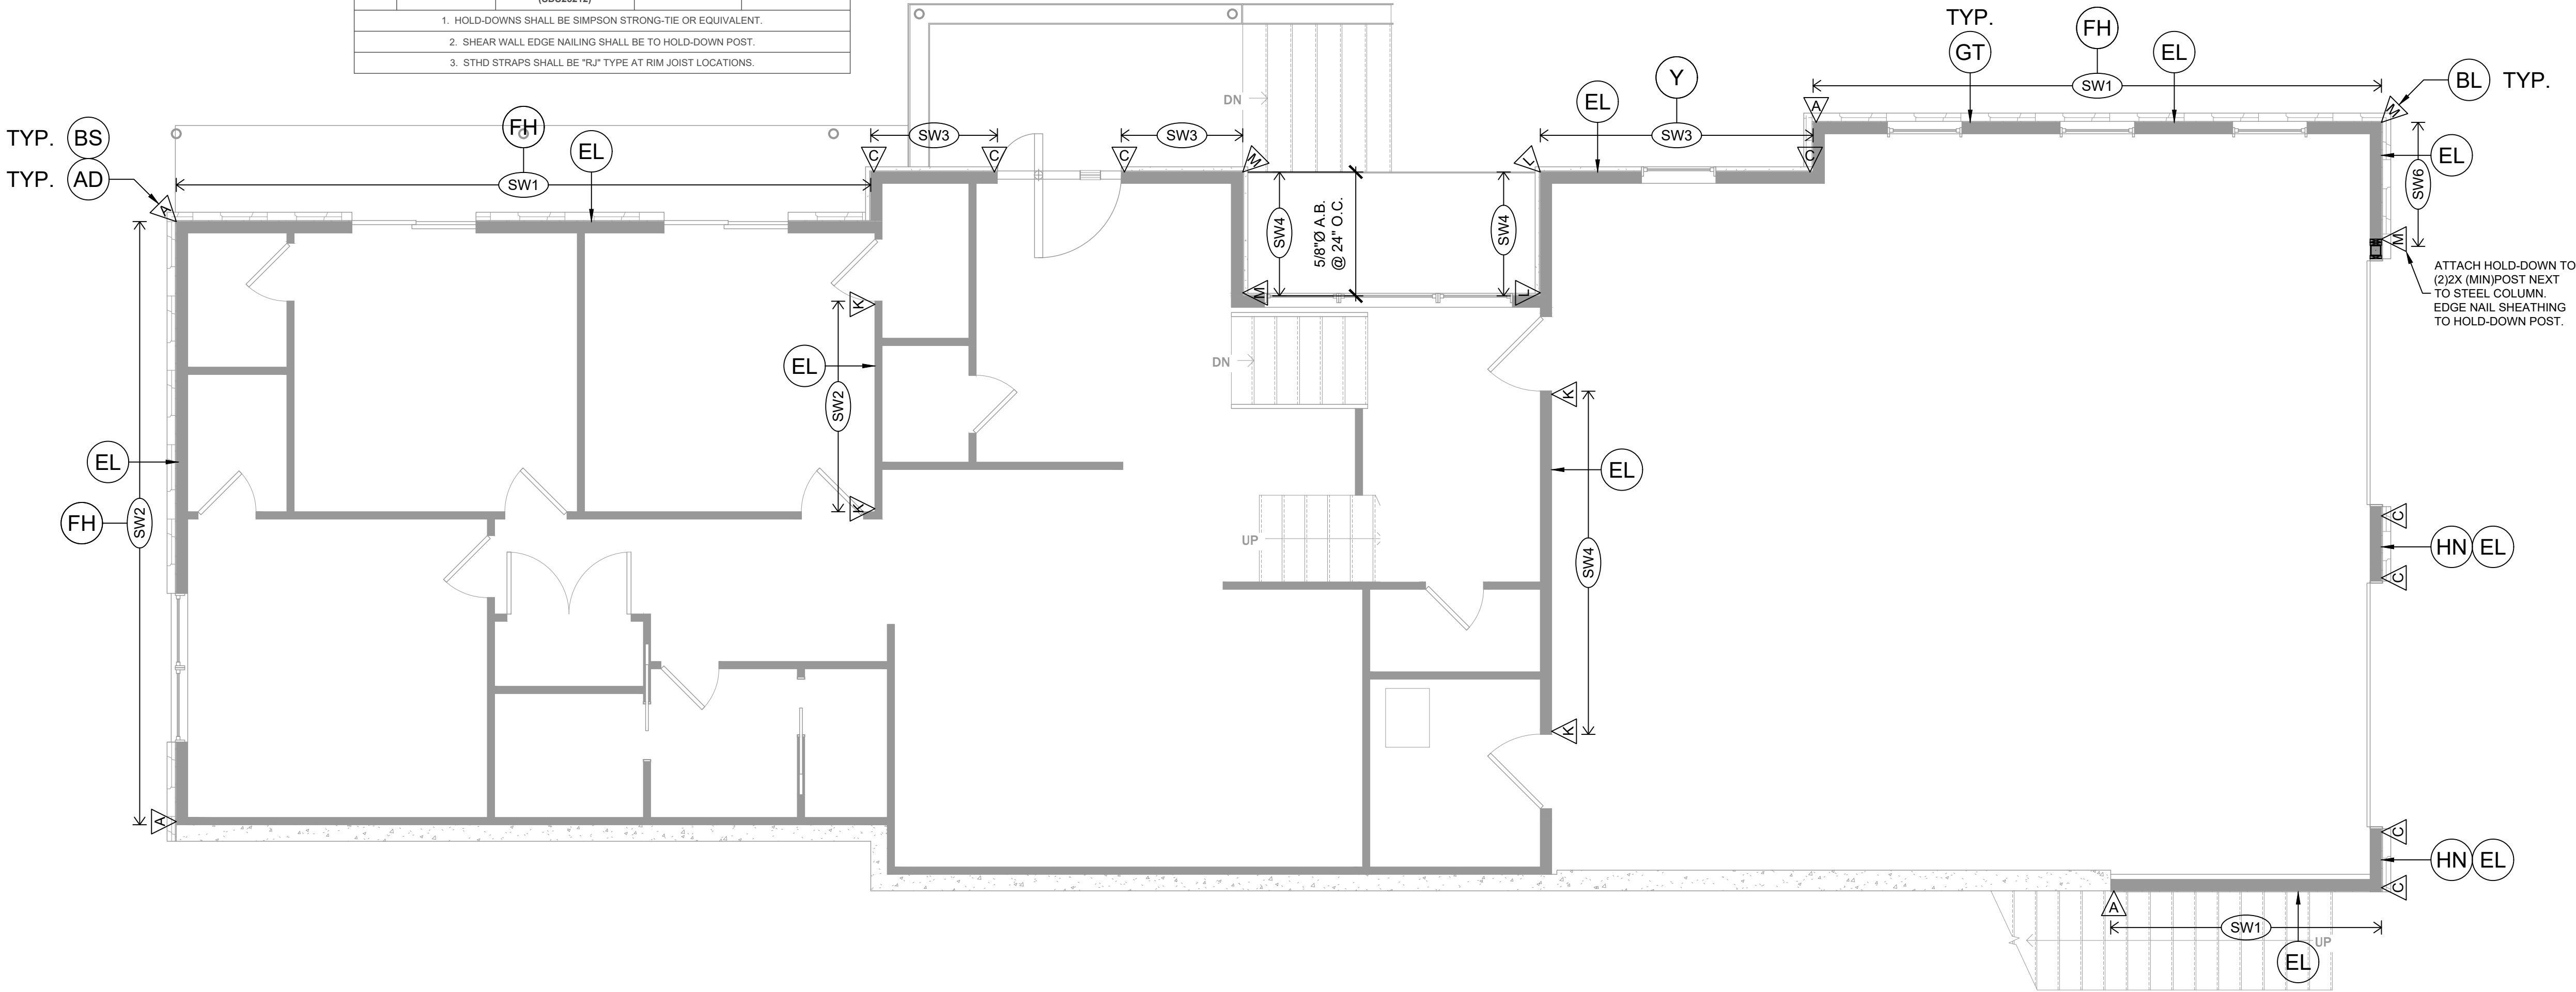 (SDS25212)
1. HOLD-DOWNS SHALL BE SIMPSON STRONG-TIE OR EQUIVALENT.
2. SHEAR WALL EDGE NAILING SHALL BE TO HOLD-DOWN POST.
3. STHD STRAPS SHALL BE "RJ" TYPE AT RIM JOIST LOCATIONS.
TYP.
GT
FH
EL
SW1
BL TYP.
Y
EL
SW3
A
M
DN
TYP. BS
TYP. AD
FH
EL
SW1
A
SW3
SW3
C
C
C
M
L
C
EL
SW6
M
ATTACH HOLD-DOWN TO
(2)2X (MIN)POST NEXT
TO STEEL COLUMN.
EDGE NAIL SHEATHING
TO HOLD-DOWN POST.
SW4
5/8"Ø A.B.
@ 24" O.C.
SW4
M
L
K
EL
SW2
K
DN
K
EL
SW4
K
EL
FH
SW2
A
UP
C
HN EL
C
C
HN EL
C
A
SW1
UP
EL